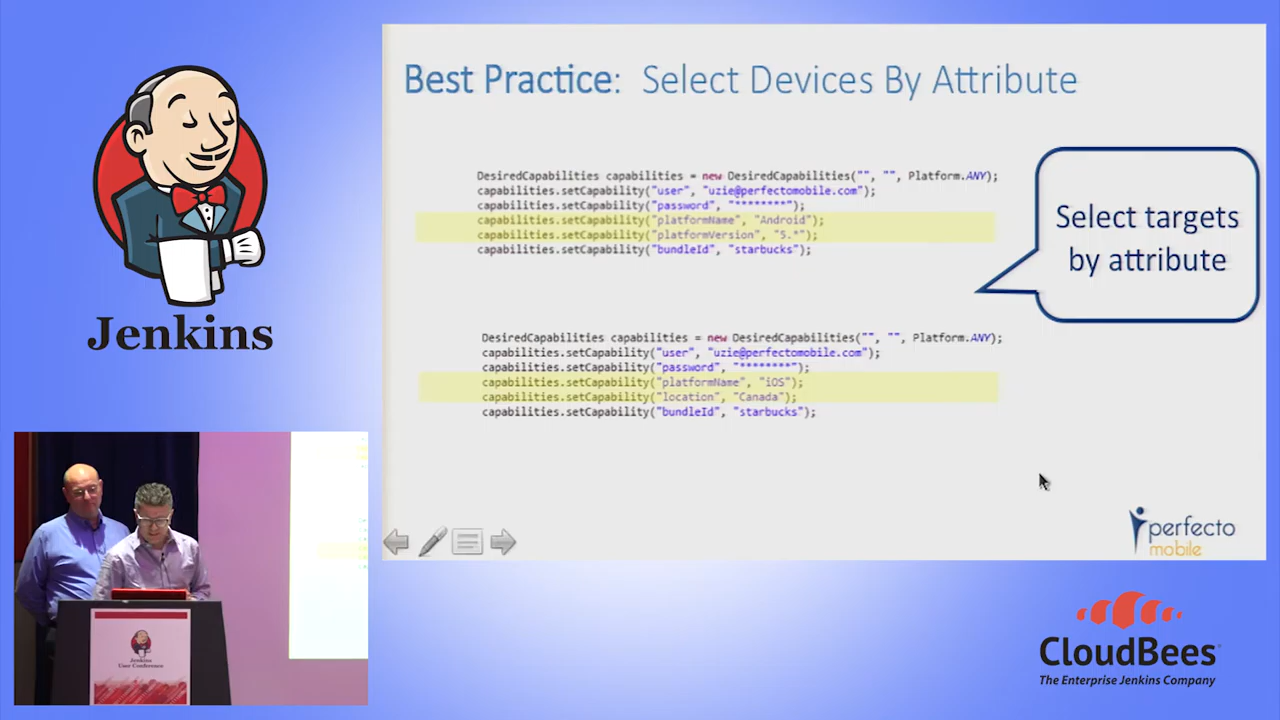 Best Practice: Select Devices By Attribute
DesiredCapabilities capabilities = new DesiredCapabilities("", "", Platform.ANY);
capabilities.setCapability("user", "uzie@perfectomobile.com");
capabilities.setCapability("password", "********");
capabilities.setCapability("platformName", "Android");
capabilities.setCapability("platformVersion", "5.*");
capabilities.setCapability("bundleId", "starbucks");
Select targets
by attribute
DesiredCapabilities capabilities = new DesiredCapabilities("", "", Platform.ANY);
capabilities.setCapability("user", "uzie@perfectomobile.com");
capabilities.setCapability("password", "********");
capabilities.setCapability("platformName", "iOS");
capabilities.setCapability("location", "Canada");
capabilities.setCapability("bundleId", "starbucks");
perfecto
mobile
Jenkins
Jenkins
User Conference
CloudBees
The Enterprise Jenkins Company